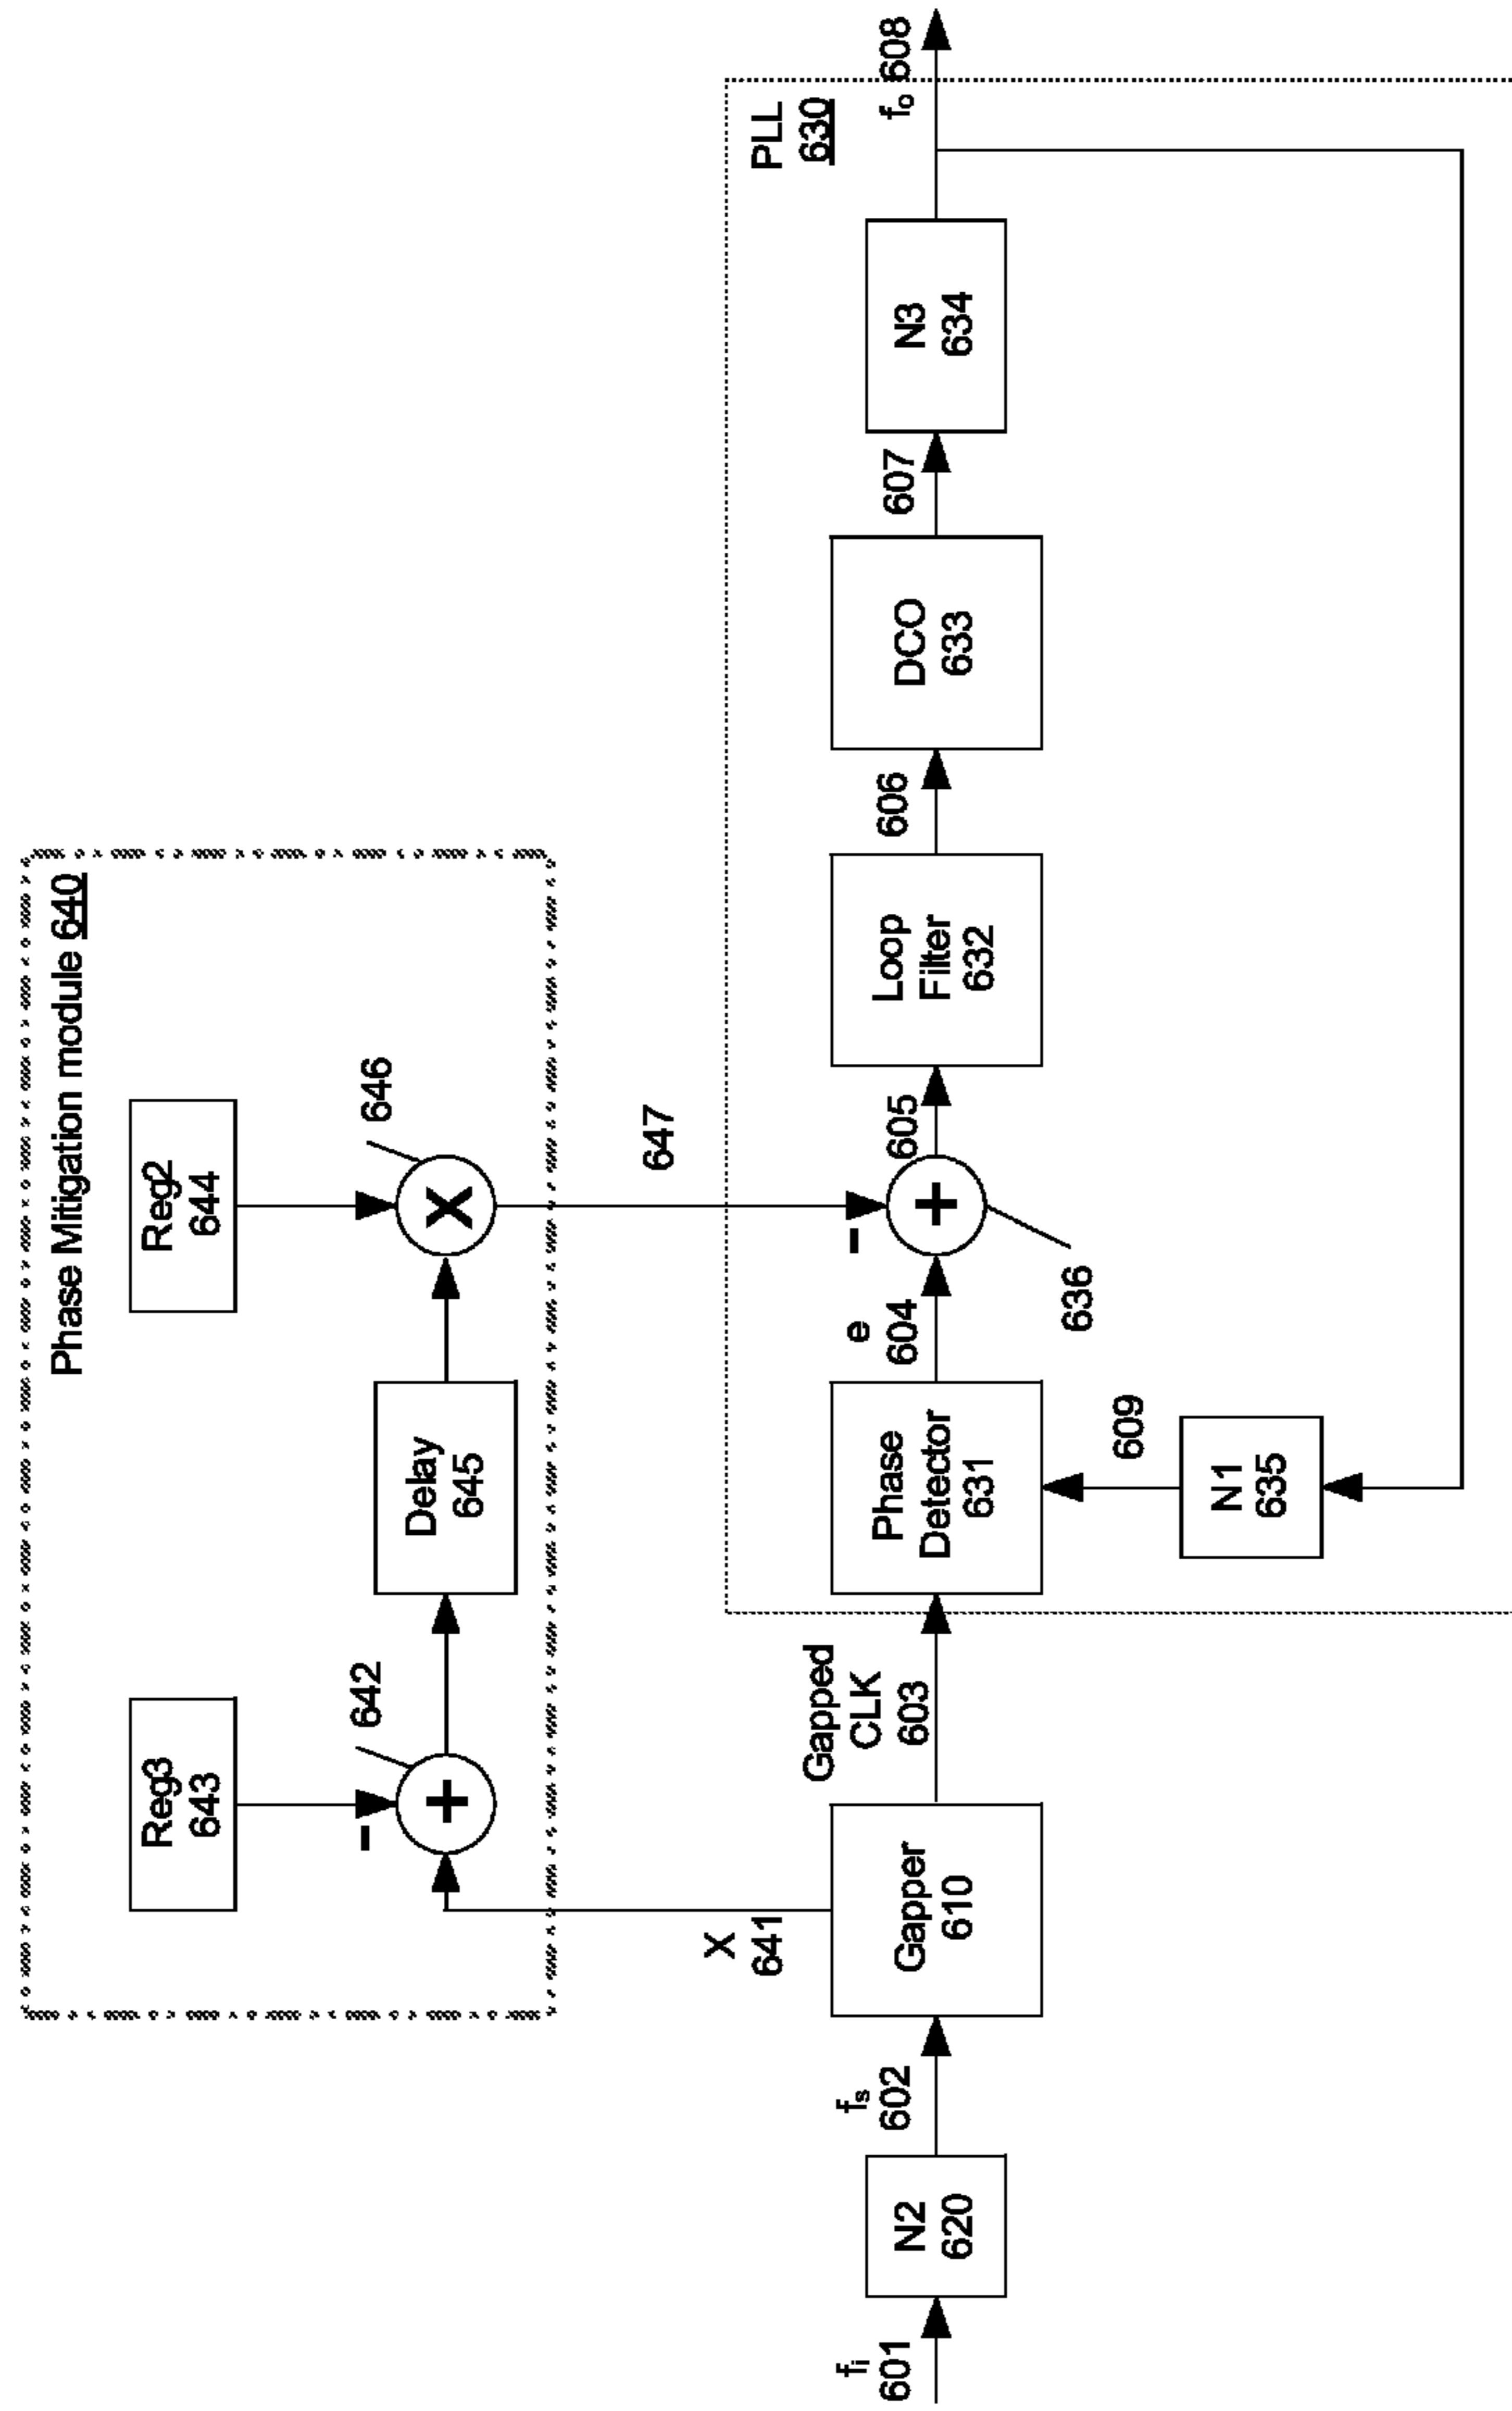 Phase Mitigation module 640
Reg3
643
Reg2
644
642
-
+
Delay
645
646
X
X
641
647
PLL
630
fi
601
N2
620
fs
602
Gapper
610
Gapped
CLK
603
Phase
Detector
631
e
604
-
+
636
605
Loop
Filter
632
606
DCO
633
607
N3
634
fo 608
609
N1
635